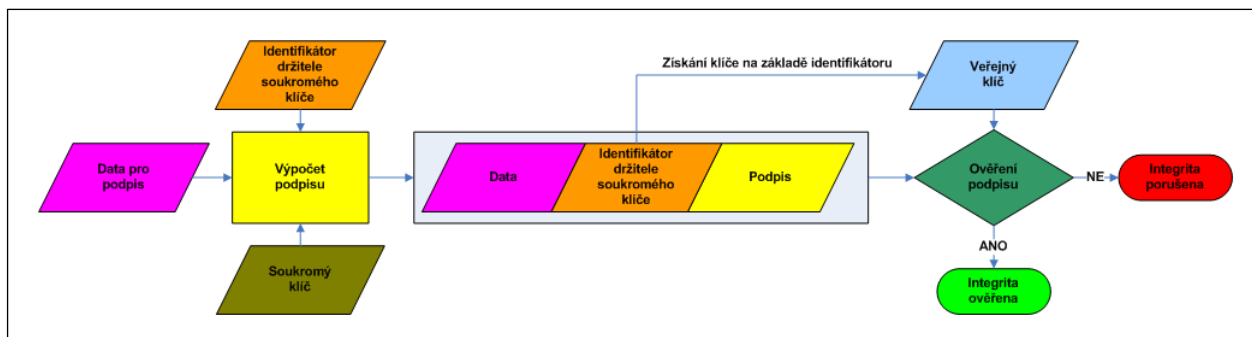 Identifikátor
držitele
soukromého
klíče
Získání klíče na základě identifikátoru
Veřejný
klíč
Data pro
podpis
Výpočet
podpisu
Data
Identifikátor
držitele
soukromého
klíče
Podpis
Ověření
podpisu
NE
Integrita
porušena
ANO
Soukromý
klíč
Integrita
ověřena